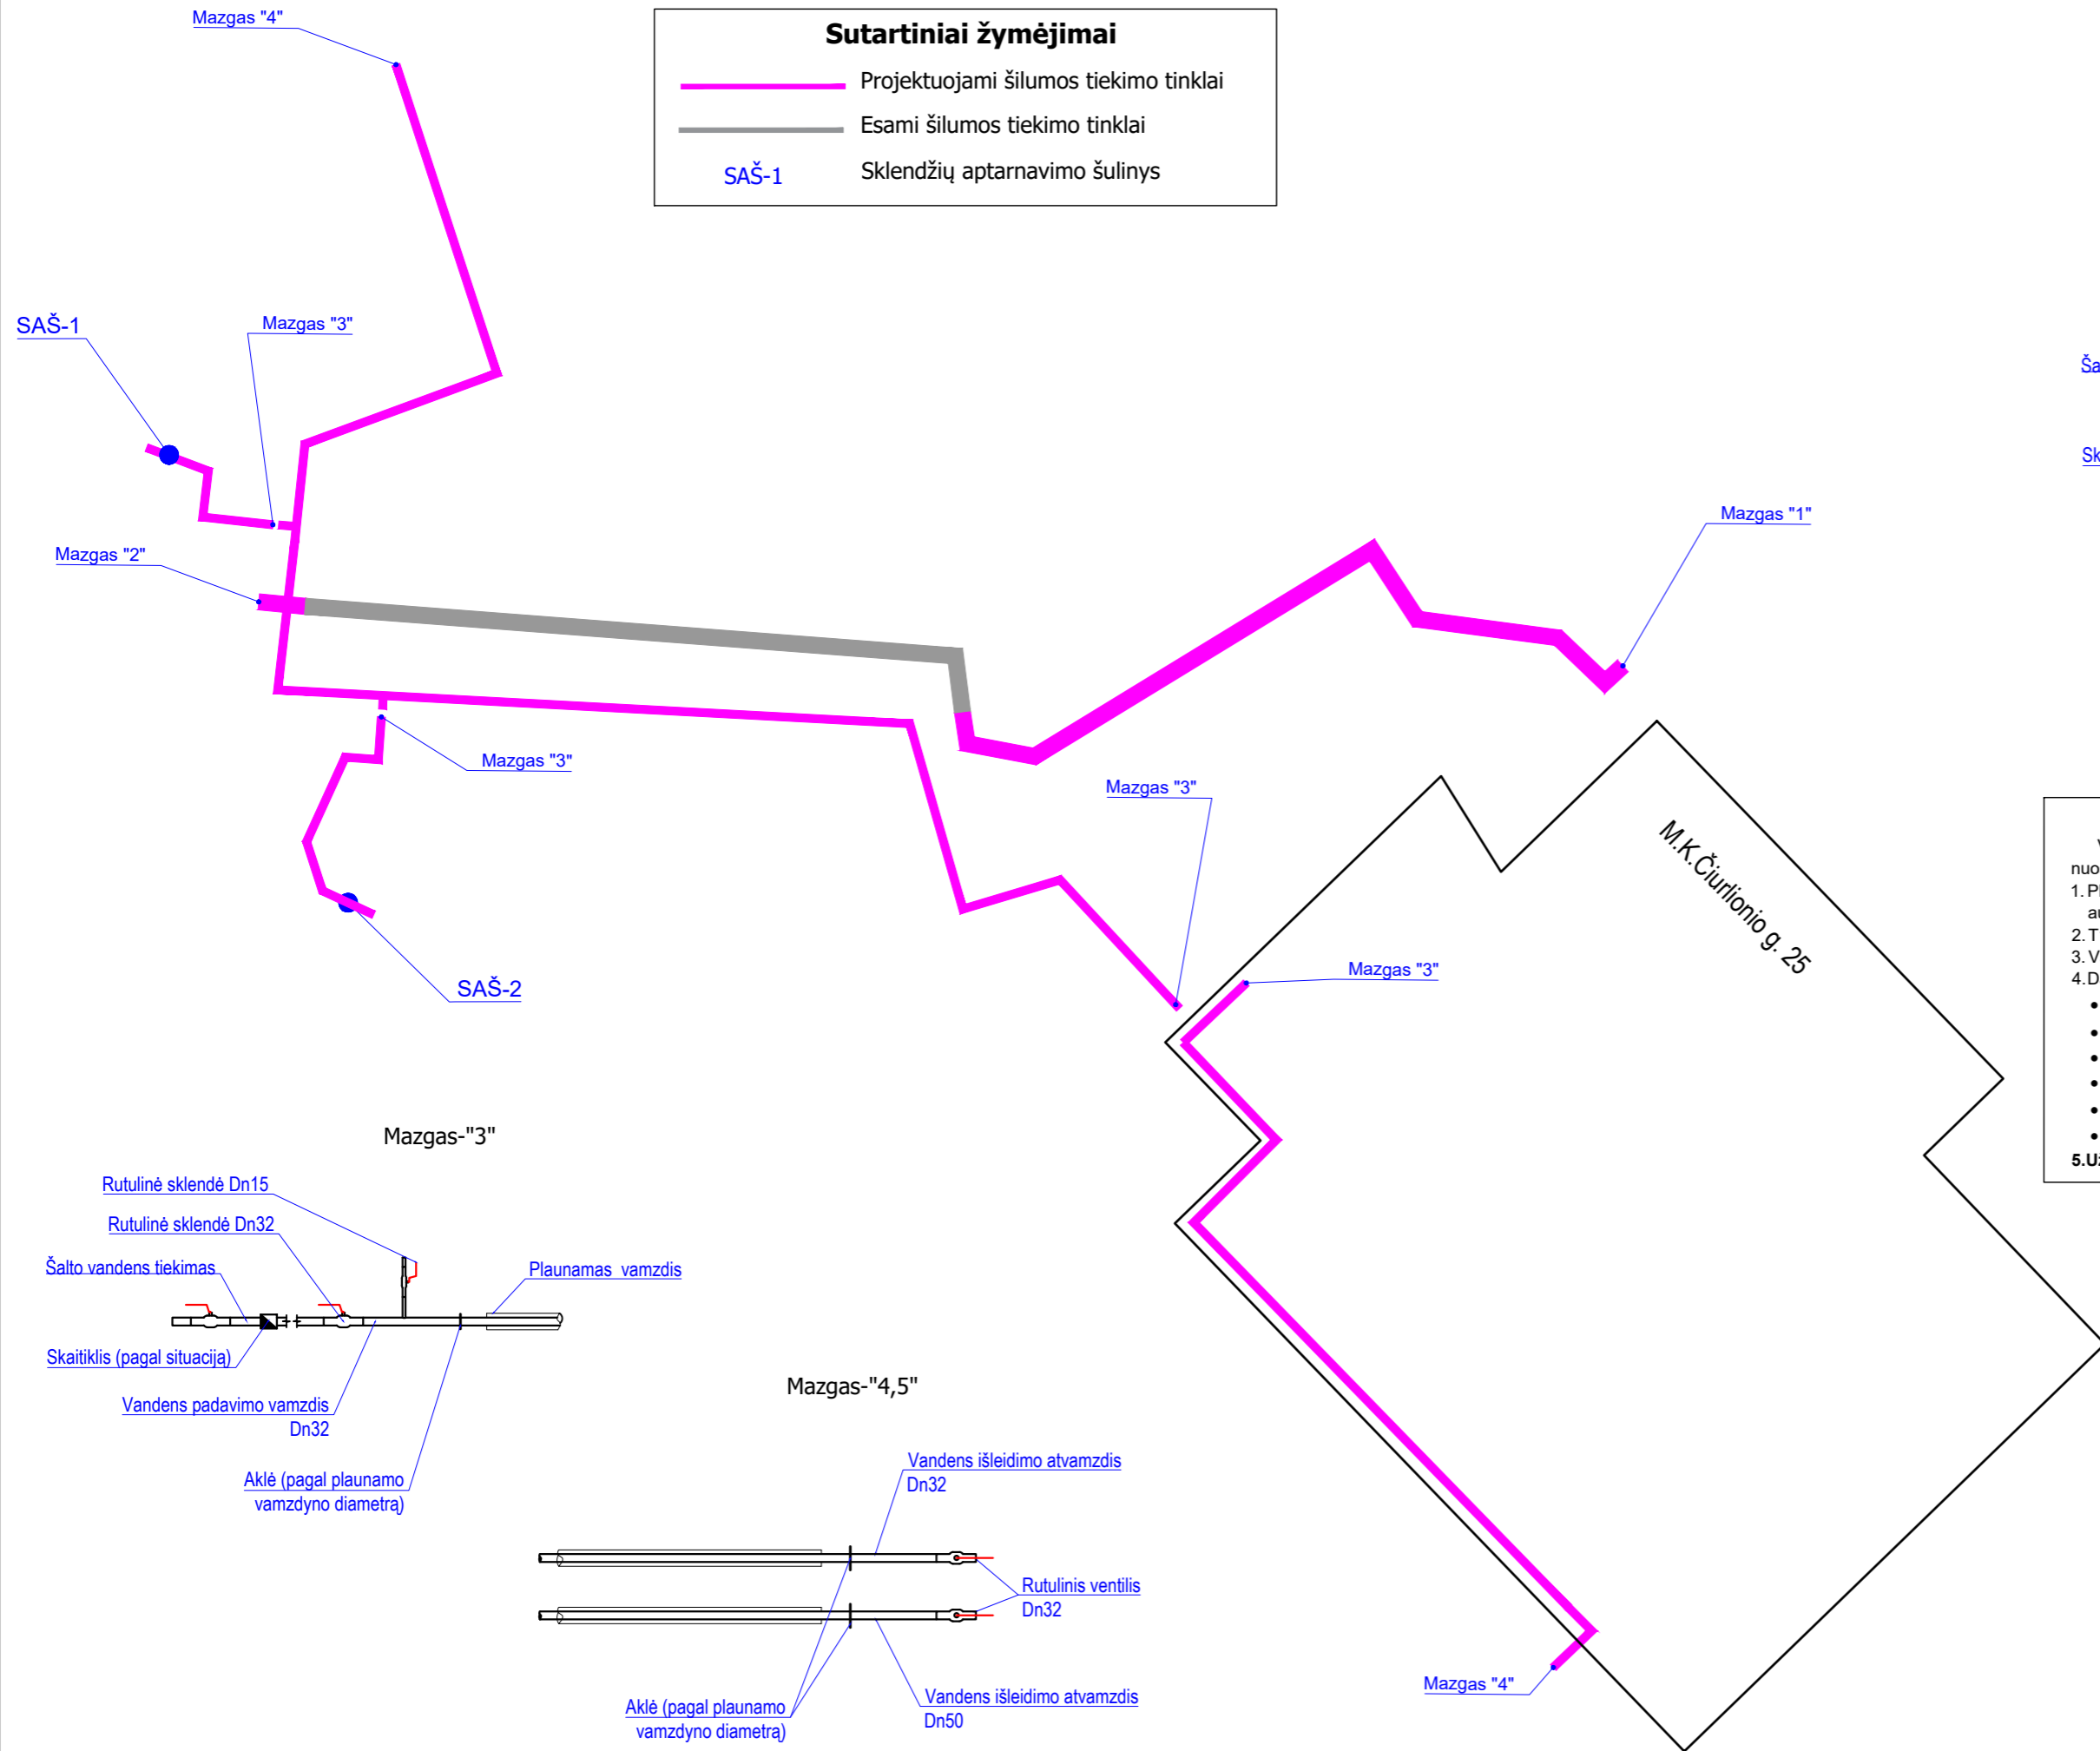 Mazgas "4"
Sutartiniai žymėjimai
Projektuojami šilumos tiekimo tinklai
Esami šilumos tiekimo tinklai
SAŠ-1 Sklendžių aptarnavimo šulinys
SAŠ-1
Mazgas "3"
Mazgas "2"
Mazgas "1"
Mazgas "3"
Mazgas "3"
SAŠ-2
Mazgas "3"
M.K.Čiurlionio g. 25
Mazgas-"3"
Rutulinė sklendė Dn15
Rutulinė sklendė Dn32
Šalto vandens tiekimas
Plaunamas vamzdis
Skaitiklis (pagal situaciją)
Vandens padavimo vamzdis
Dn32
Aklė (pagal plaunamo
vamzdyno diametrą)
Mazgas-"4,5"
Vandens išleidimo atvamzdis
Dn32
Rutulinis ventilis
Dn32
Aklė (pagal plaunamo
vamzdyno diametrą)
Vandens išleidimo atvamzdis
Dn50
Mazgas "4"
nuo
1.
2.
3.
4.